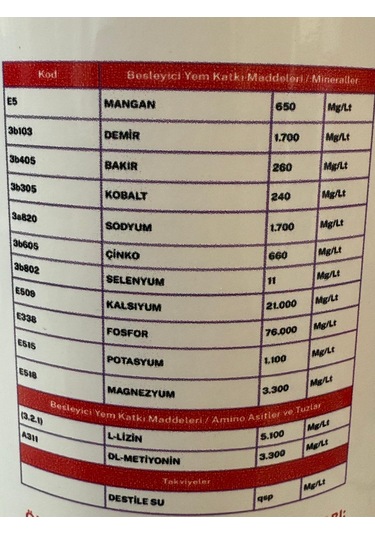 Kod Besleyici Yem Katkı Maddeleri / Mineraller
E5 MANGAN 650 Mg/Lt
3b103 DEMİR 1.700 Mg/Lt
3b405 BAKIR 260 Mg/Lt
3b305 KOBALT 240 Mg/Lt
3a820 SODYUM 1.700 Mg/Lt
3b605 ÇİNKO 660 Mg/Lt
3b802 SELENYUM 11 Mg/Lt
E509 KALSIYUM 21.000 Mg/Lt
E338 FOSFOR 76.000 Mg/Lt
E515 POTASYUM 1.100 Mg/Lt
E518 MAGNEZYUM 3.300 Mg/Lt
Besleyici Yem Katkı Maddeleri / Amino Asitler ve Tuzlar
(3.2.1) L-LİZİN 5.100 Mg/Lt
A311 DL-METİYONİN 3.300 Mg/Lt
Takviyeler
DESTİLE SU qsp Mg/Lt